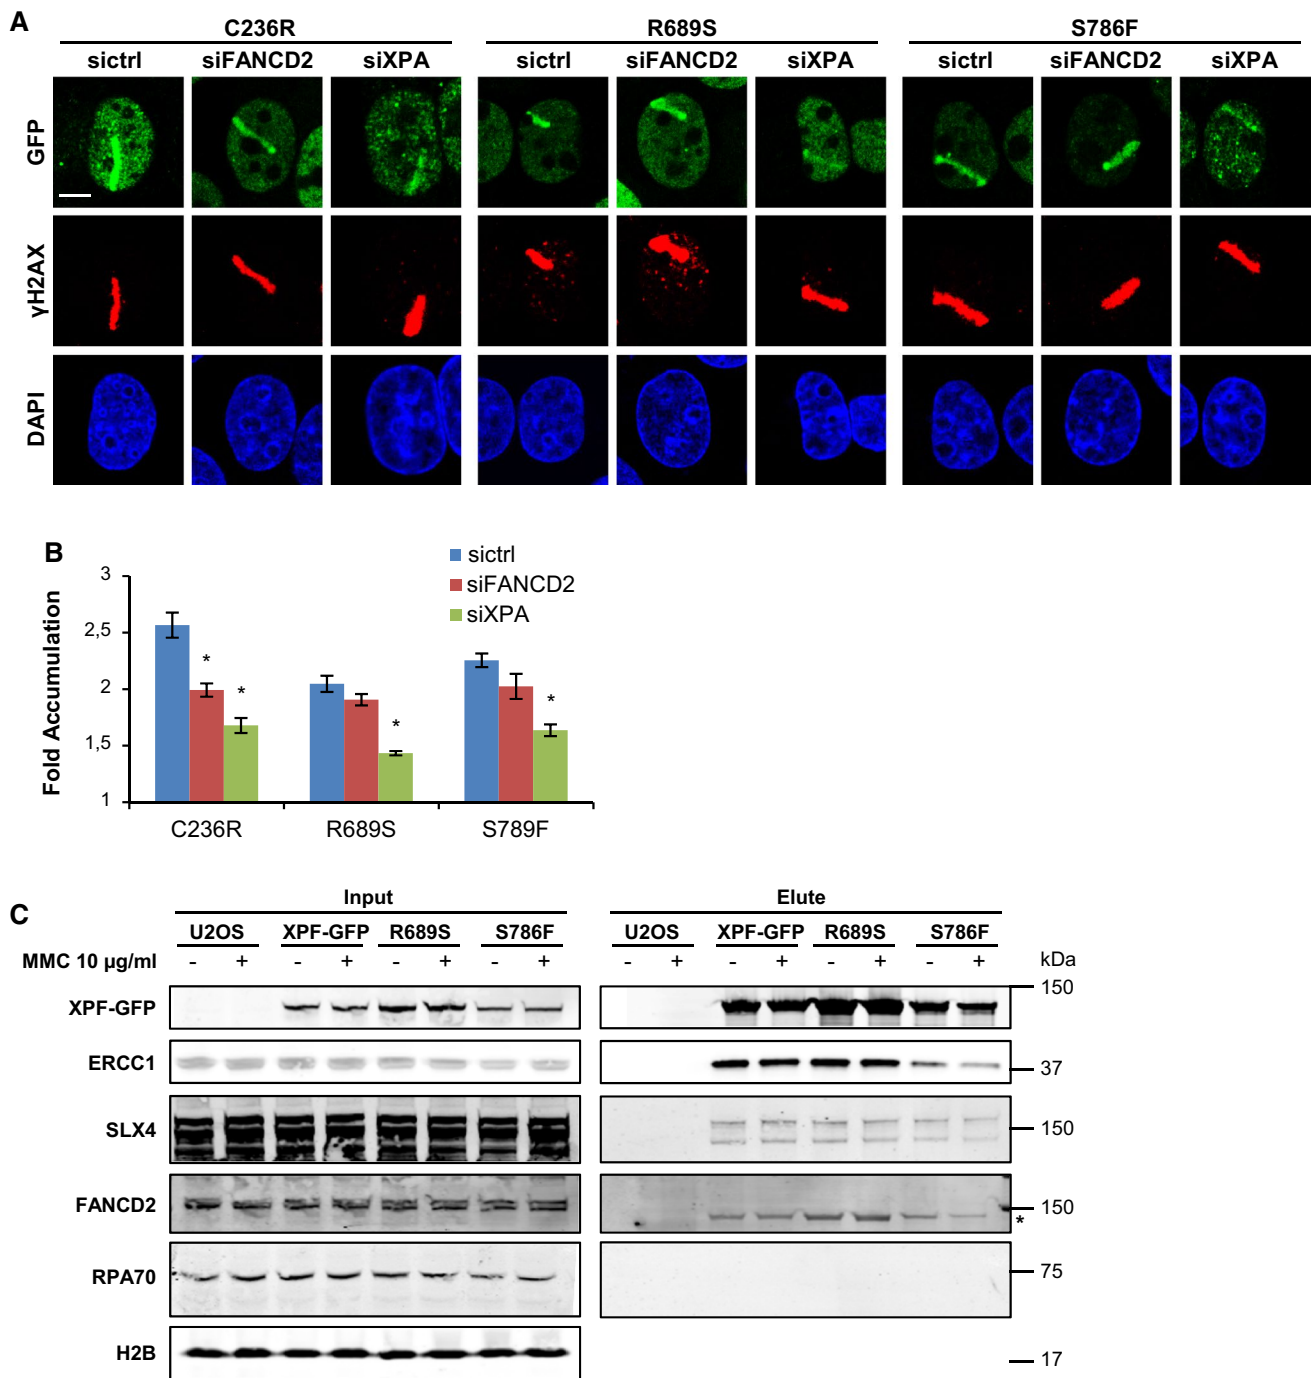 A
C236R R689S S786F
sictrl siFANCD2 siXPA sictrl siFANCD2 siXPA sictrl siFANCD2 siXPA
GFP
γH2AX
DAPI
B
sictrl
siFANCD2
siXPA
Fold Accumulation
3
2,5
2
1,5
1
* * * *
C236R R689S S789F
C
Input Elute
U2OS XPF-GFP R689S S786F U2OS XPF-GFP R689S S786F
MMC 10 µg/ml - + - + - + - + - + - + - + - + kDa
XPF-GFP 150
ERCC1 37
SLX4 150
FANCD2 150
*
RPA70 75
H2B 17